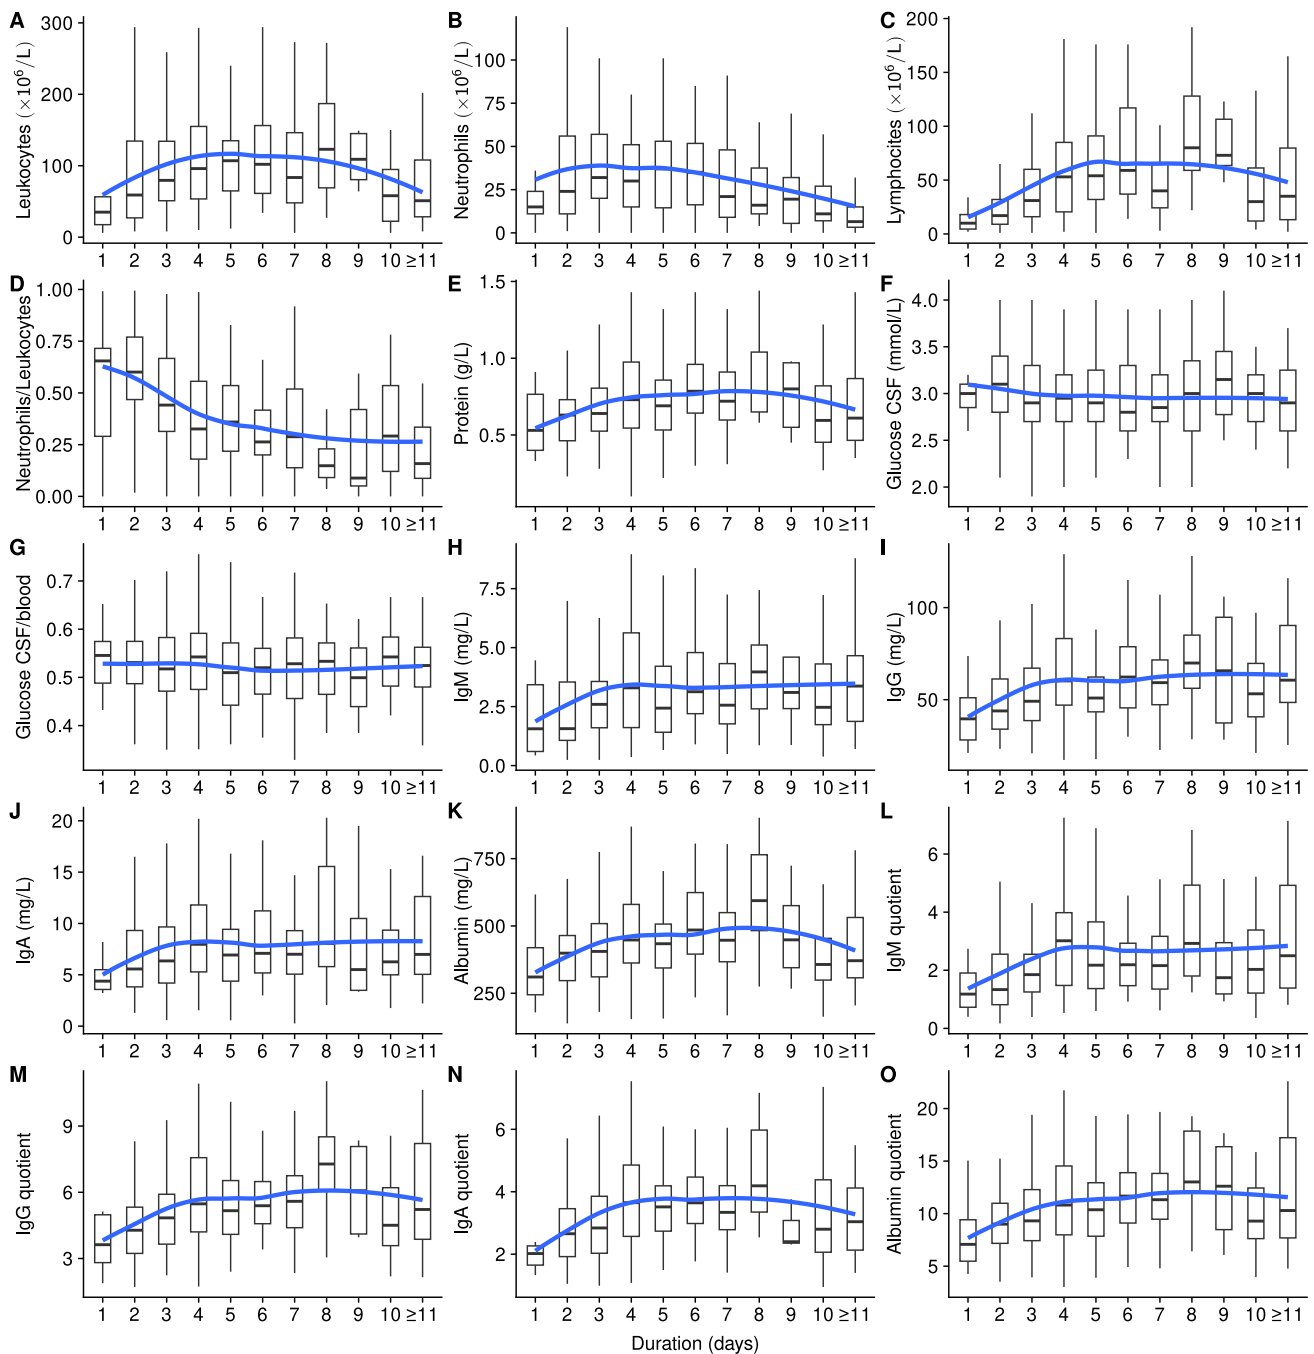 A
Leukocytes (×10⁶/L)
300
200
100
0
1 2 3 4 5 6 7 8 9 10 ≥11
B
Neutrophils (×10⁶/L)
100
75
50
25
0
1 2 3 4 5 6 7 8 9 10 ≥11
C
Lymphocytes (×10⁶/L)
200
150
100
50
0
1 2 3 4 5 6 7 8 9 10 ≥11
D
Neutrophils/Leukocytes
1.00
0.75
0.50
0.25
0.00
1 2 3 4 5 6 7 8 9 10 ≥11
E
Protein (g/L)
1.5
1.0
0.5
1 2 3 4 5 6 7 8 9 10 ≥11
F
Glucose CSF (mmol/L)
4.0
3.5
3.0
2.5
2.0
1 2 3 4 5 6 7 8 9 10 ≥11
G
Glucose CSF/blood
0.7
0.6
0.5
0.4
1 2 3 4 5 6 7 8 9 10 ≥11
H
IgM (mg/L)
7.5
5.0
2.5
0.0
1 2 3 4 5 6 7 8 9 10 ≥11
I
IgG (mg/L)
100
50
1 2 3 4 5 6 7 8 9 10 ≥11
J
IgA (mg/L)
20
15
10
5
0
1 2 3 4 5 6 7 8 9 10 ≥11
K
Albumin (mg/L)
750
500
250
1 2 3 4 5 6 7 8 9 10 ≥11
L
IgM quotient
6
4
2
0
1 2 3 4 5 6 7 8 9 10 ≥11
M
IgG quotient
9
6
3
1 2 3 4 5 6 7 8 9 10 ≥11
N
IgA quotient
6
4
2
1 2 3 4 5 6 7 8 9 10 ≥11
O
Albumin quotient
20
15
10
5
1 2 3 4 5 6 7 8 9 10 ≥11
Duration (days)